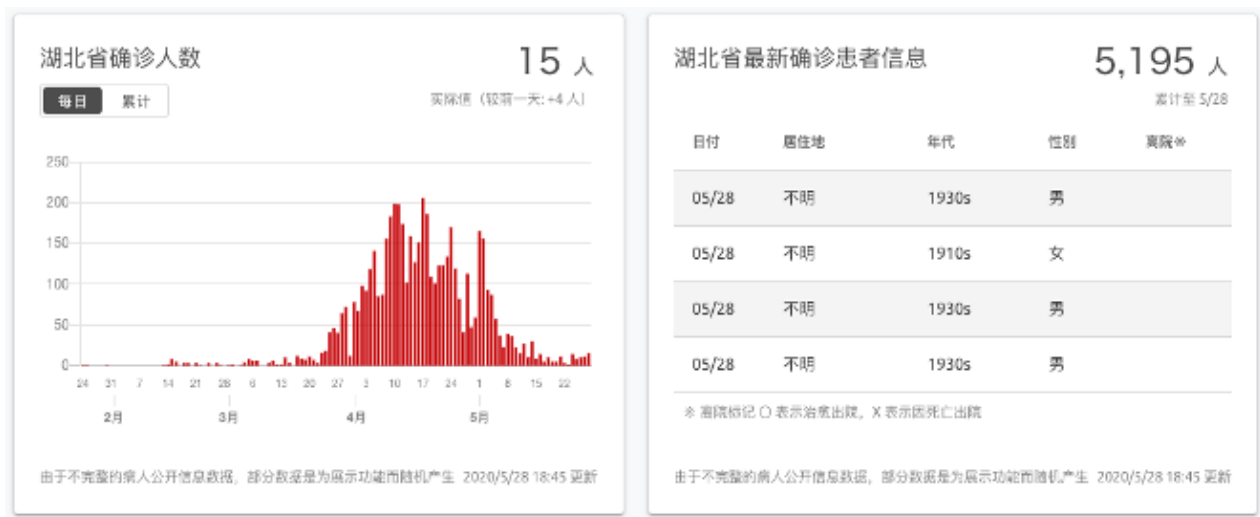 湖北省确诊人数
15 人
每日 累计
实际值（较前一天: +4 人）
250
200
150
100
50
0
24 31 7 14 21 28 6 13 20 27 3 10 17 24 1 8 15 22
2月 3月 4月 5月
由于不完整的病人公开信息数据，部分数据是为展示功能而随机产生 2020/5/28 18:45 更新
湖北省最新确诊患者信息
5,195 人
累计至 5/28
日付 居住地 年代 性别 离院※
05/28 不明 1930s 男
05/28 不明 1910s 女
05/28 不明 1930s 男
05/28 不明 1930s 男
※ 离院标记 〇 表示治愈出院，X 表示因死亡出院
由于不完整的病人公开信息数据，部分数据是为展示功能而随机产生 2020/5/28 18:45 更新